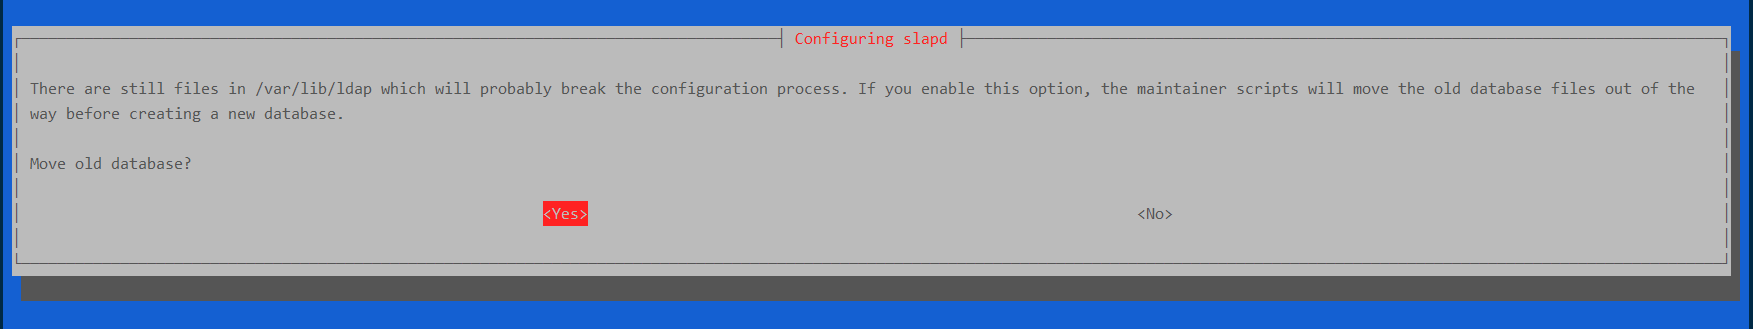 Configuring slapd
There are still files in /var/lib/ldap which will probably break the configuration process. If you enable this option, the maintainer scripts will move the old database files out of the
way before creating a new database.
Move old database?
<Yes> <No>